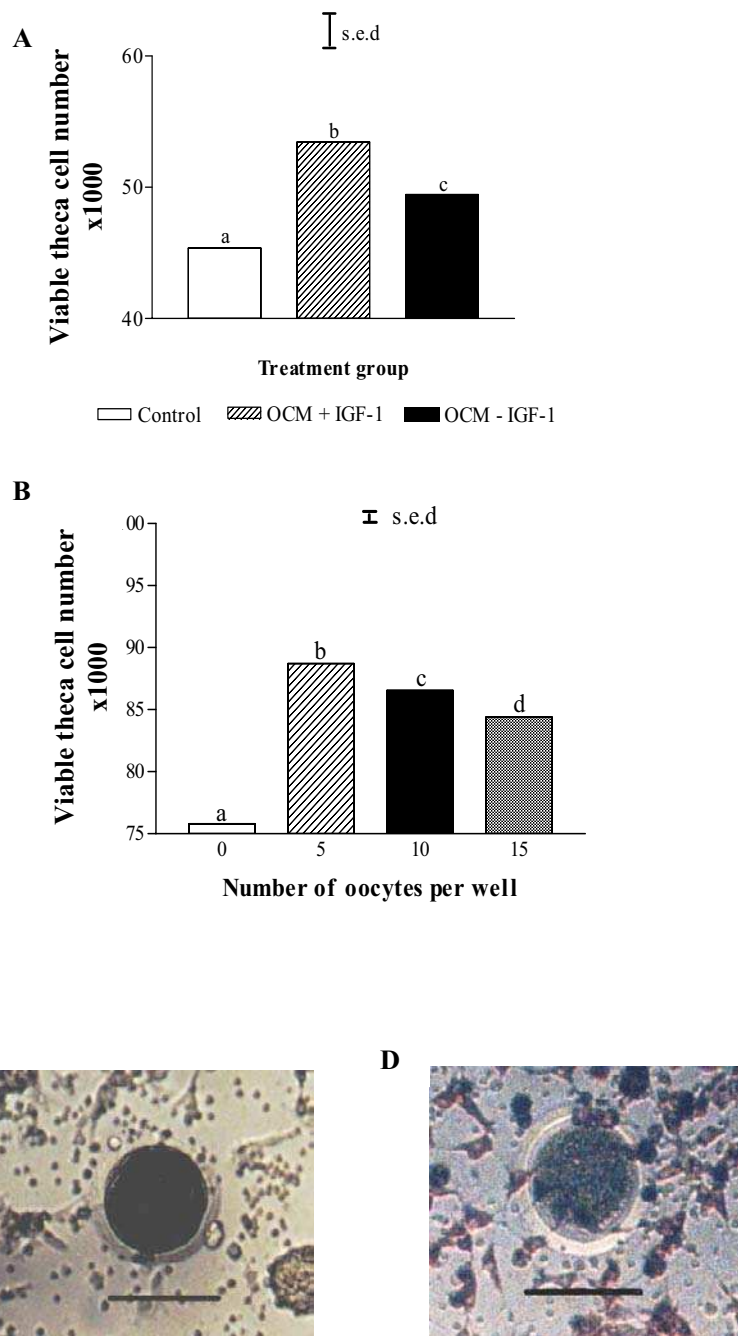 A
s.e.d
60
b
50
c
a
40
Viable theca cell number
x1000
Treatment group
Control OCM + IGF-1 OCM - IGF-1
B
00
s.e.d
95
b
90
c
d
85
80
a
75
0 5 10 15
Viable theca cell number
x1000
Number of oocytes per well
D